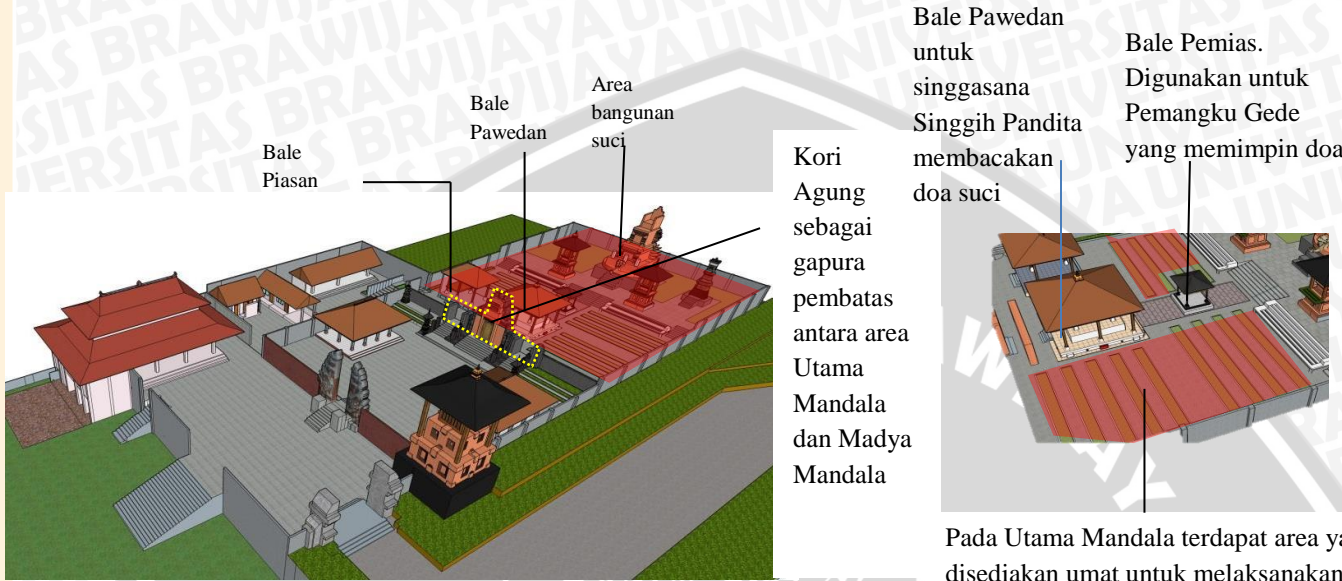 Bale
Piasan
Bale
Pawedan
Area
bangunan
suci
Kori
Agung
sebagai
gapura
pembatas
antara area
Utama
Mandala
dan Madya
Mandala
Bale Pawedan
untuk
singgasana
Singgih Pandita
membacakan
doa suci
Bale Pemias.
Digunakan untuk
Pemangku Gede
yang memimpin doa
Pada Utama Mandala terdapat area ya
disediakan umat untuk melaksanakan